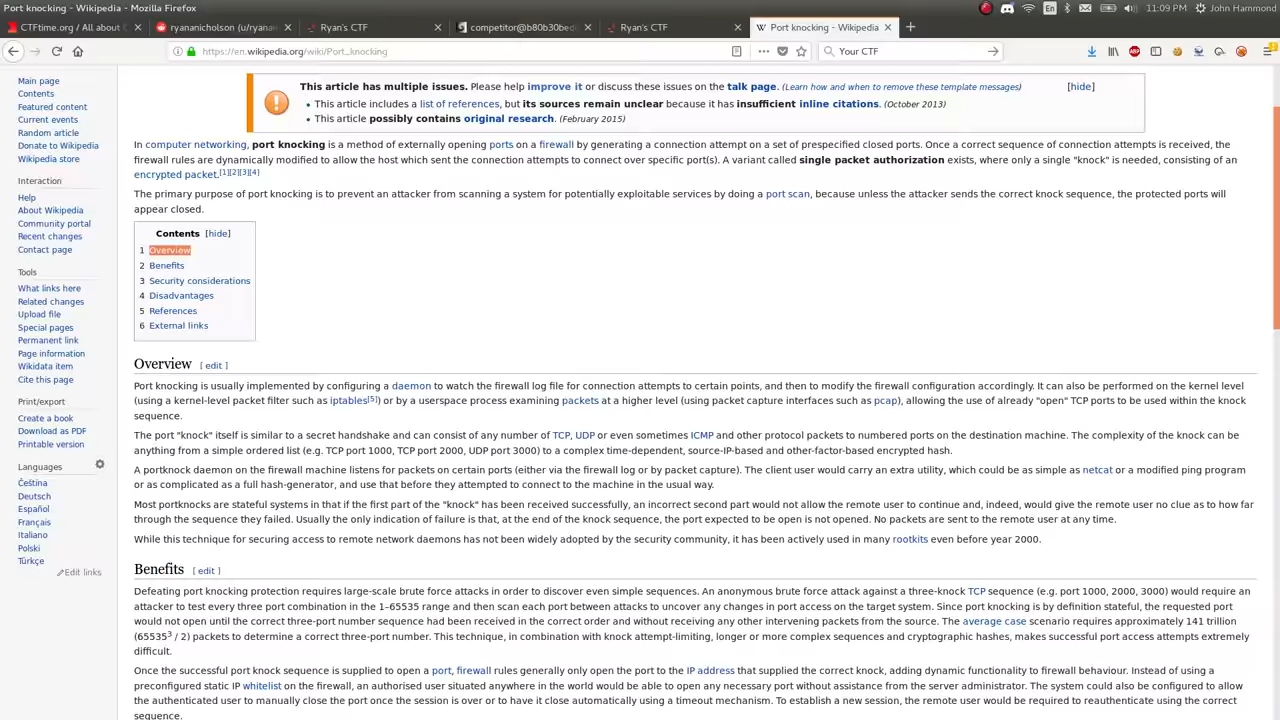 Port knocking - Wikipedia - Mozilla Firefox
En
11:09 PM
John Hammond
CTFtime.org / All about C
ryananicholson (u/ryanan
Ryan's CTF
competitor@b80b30bed
Ryan's CTF
Port knocking - Wikipedia
https://en.wikipedia.org/wiki/Port_knocking
Your CTF
ABP
Main page
Contents
Featured content
Current events
Random article
Donate to Wikipedia
Wikipedia store
Interaction
Help
About Wikipedia
Community portal
Recent changes
Contact page
Tools
What links here
Related changes
Upload file
Special pages
Permanent link
Page information
Wikidata item
Cite this page
Print/export
Create a book
Download as PDF
Printable version
Languages
Čeština
Deutsch
Español
Français
Italiano
Polski
Türkçe
Edit links
This article has multiple issues. Please help improve it or discuss these issues on the talk page. (Learn how and when to remove these template messages) [hide]
• This article includes a list of references, but its sources remain unclear because it has insufficient inline citations. (October 2013)
• This article possibly contains original research. (February 2015)
In computer networking, port knocking is a method of externally opening ports on a firewall by generating a connection attempt on a set of prespecified closed ports. Once a correct sequence of connection attempts is received, the
firewall rules are dynamically modified to allow the host which sent the connection attempts to connect over specific port(s). A variant called single packet authorization exists, where only a single "knock" is needed, consisting of an
encrypted packet.[1][2][3][4]
The primary purpose of port knocking is to prevent an attacker from scanning a system for potentially exploitable services by doing a port scan, because unless the attacker sends the correct knock sequence, the protected ports will
appear closed.
Contents [hide]
1 Overview
2 Benefits
3 Security considerations
4 Disadvantages
5 References
6 External links
Overview [ edit ]
Port knocking is usually implemented by configuring a daemon to watch the firewall log file for connection attempts to certain points, and then to modify the firewall configuration accordingly. It can also be performed on the kernel level
(using a kernel-level packet filter such as iptables[5]) or by a userspace process examining packets at a higher level (using packet capture interfaces such as pcap), allowing the use of already "open" TCP ports to be used within the knock
sequence.
The port "knock" itself is similar to a secret handshake and can consist of any number of TCP, UDP or even sometimes ICMP and other protocol packets to numbered ports on the destination machine. The complexity of the knock can be
anything from a simple ordered list (e.g. TCP port 1000, TCP port 2000, UDP port 3000) to a complex time-dependent, source-IP-based and other-factor-based encrypted hash.
A portknock daemon on the firewall machine listens for packets on certain ports (either via the firewall log or by packet capture). The client user would carry an extra utility, which could be as simple as netcat or a modified ping program
or as complicated as a full hash-generator, and use that before they attempted to connect to the machine in the usual way.
Most portknocks are stateful systems in that if the first part of the "knock" has been received successfully, an incorrect second part would not allow the remote user to continue and, indeed, would give the remote user no clue as to how far
through the sequence they failed. Usually the only indication of failure is that, at the end of the knock sequence, the port expected to be open is not opened. No packets are sent to the remote user at any time.
While this technique for securing access to remote network daemons has not been widely adopted by the security community, it has been actively used in many rootkits even before year 2000.
Benefits [ edit ]
Defeating port knocking protection requires large-scale brute force attacks in order to discover even simple sequences. An anonymous brute force attack against a three-knock TCP sequence (e.g. port 1000, 2000, 3000) would require an
attacker to test every three port combination in the 1–65535 range and then scan each port between attacks to uncover any changes in port access on the target system. Since port knocking is by definition stateful, the requested port
would not open until the correct three-port number sequence had been received in the correct order and without receiving any other intervening packets from the source. The average case scenario requires approximately 141 trillion
(65535³ / 2) packets to determine a correct three-port number. This technique, in combination with knock attempt-limiting, longer or more complex sequences and cryptographic hashes, makes successful port access attempts extremely
difficult.
Once the successful port knock sequence is supplied to open a port, firewall rules generally only open the port to the IP address that supplied the correct knock, adding dynamic functionality to firewall behaviour. Instead of using a
preconfigured static IP whitelist on the firewall, an authorised user situated anywhere in the world would be able to open any necessary port without assistance from the server administrator. The system could also be configured to allow
the authenticated user to manually close the port once the session is over or to have it close automatically using a timeout mechanism. To establish a new session, the remote user would be required to reauthenticate using the correct
sequence.